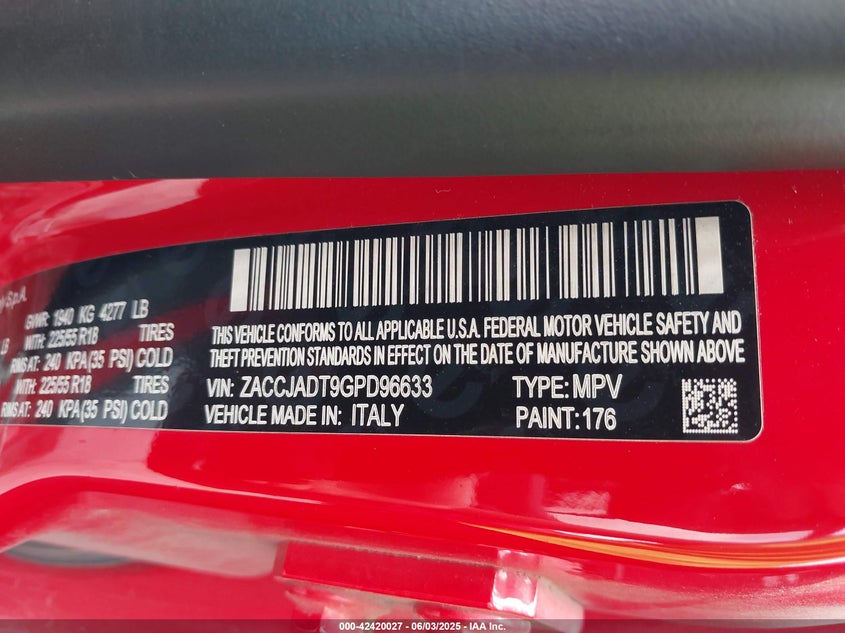 S.p.A.
GVWR: 1940 KG 4277 LB
LB WITH: 225/55 R18 TIRES
RIMS AT: 240 KPA(35 PSI) COLD
WITH: 225/55 R18 TIRES
RIMS AT: 240 KPA(35 PSI) COLD
THIS VEHICLE CONFORMS TO ALL APPLICABLE U.S.A. FEDERAL MOTOR VEHICLE SAFETY AND
THEFT PREVENTION STANDARDS IN EFFECT ON THE DATE OF MANUFACTURE SHOWN ABOVE
VIN: ZACCJADT9GPD96633 TYPE: MPV
VEHICLE MADE IN: ITALY PAINT: 176
000-42420027 - 06/03/2025 - IAA Inc.